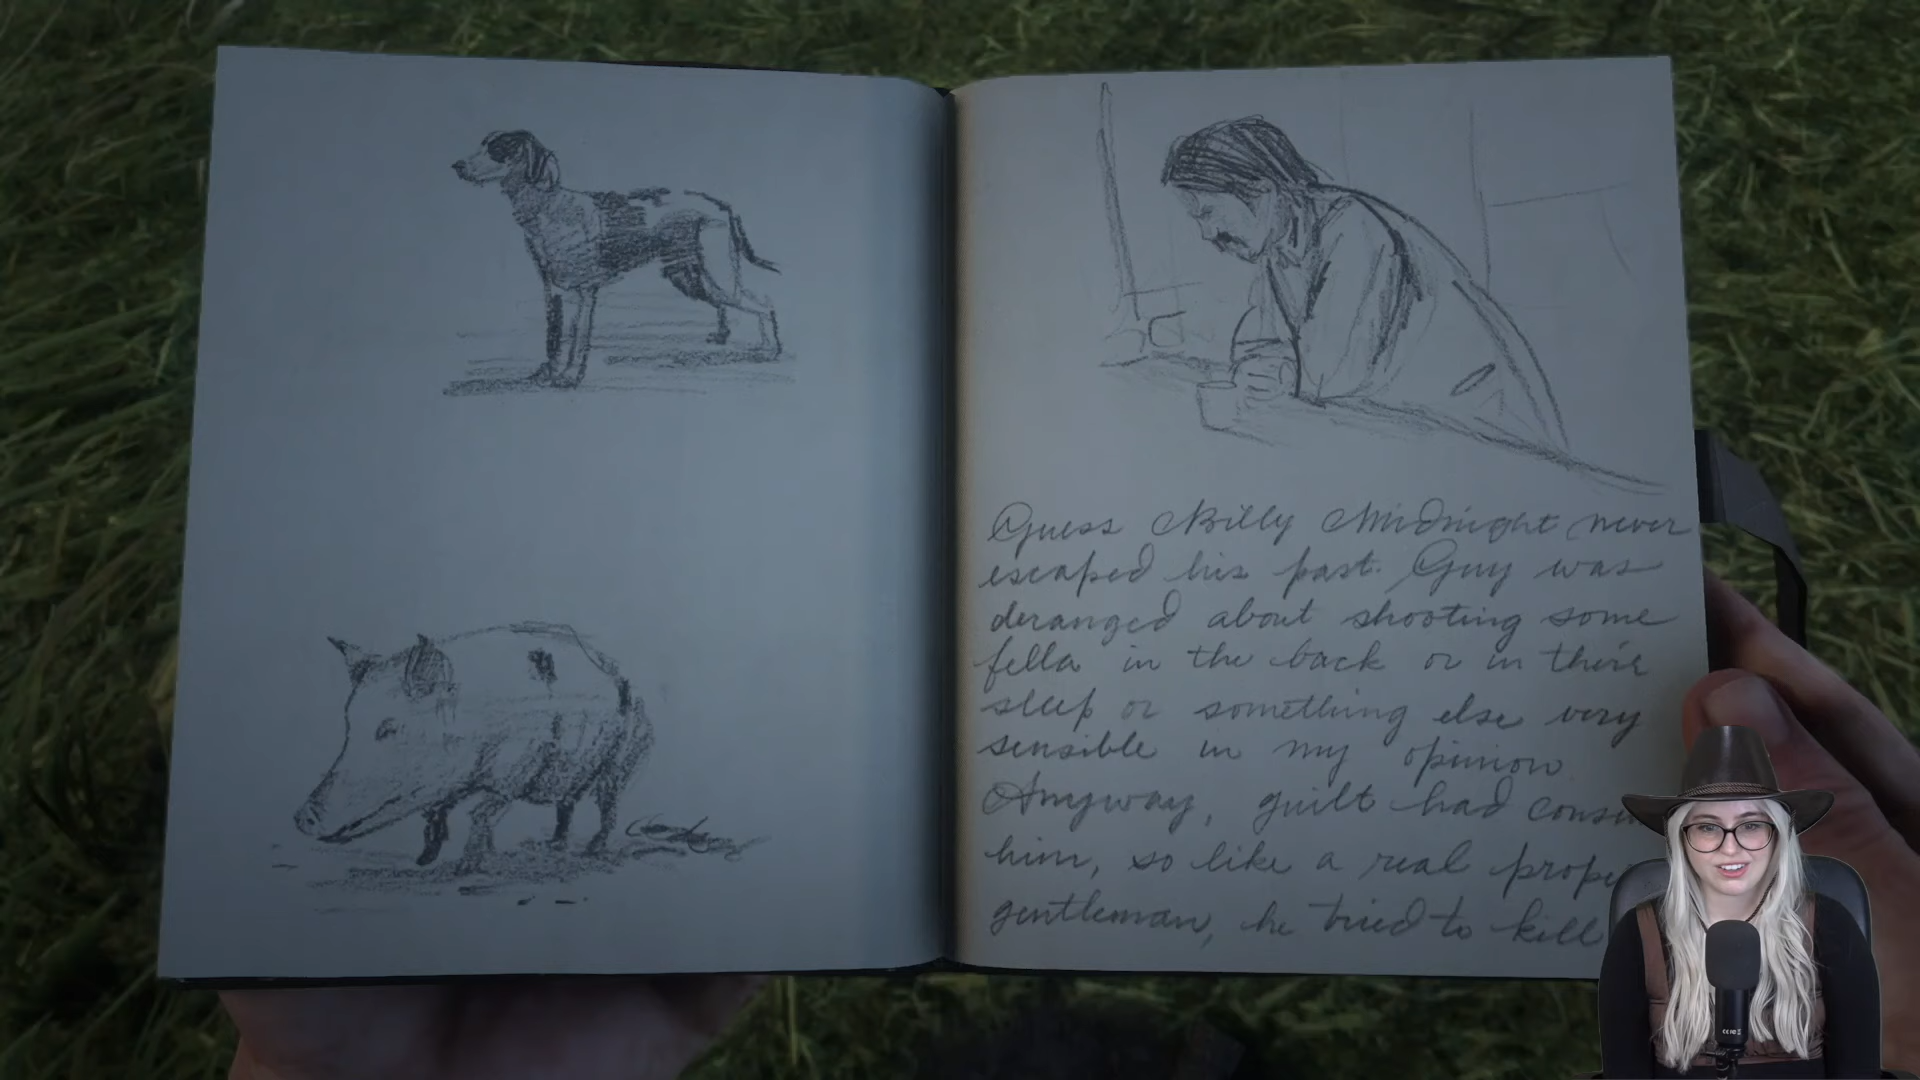 Guess Billy Midnight never
escaped his past. Guy was
deranged about shooting some
fella in the back or in their
sleep or something else very
sensible in my opinion
Anyway, guilt had
him, so like a real
gentleman, he tried to kill